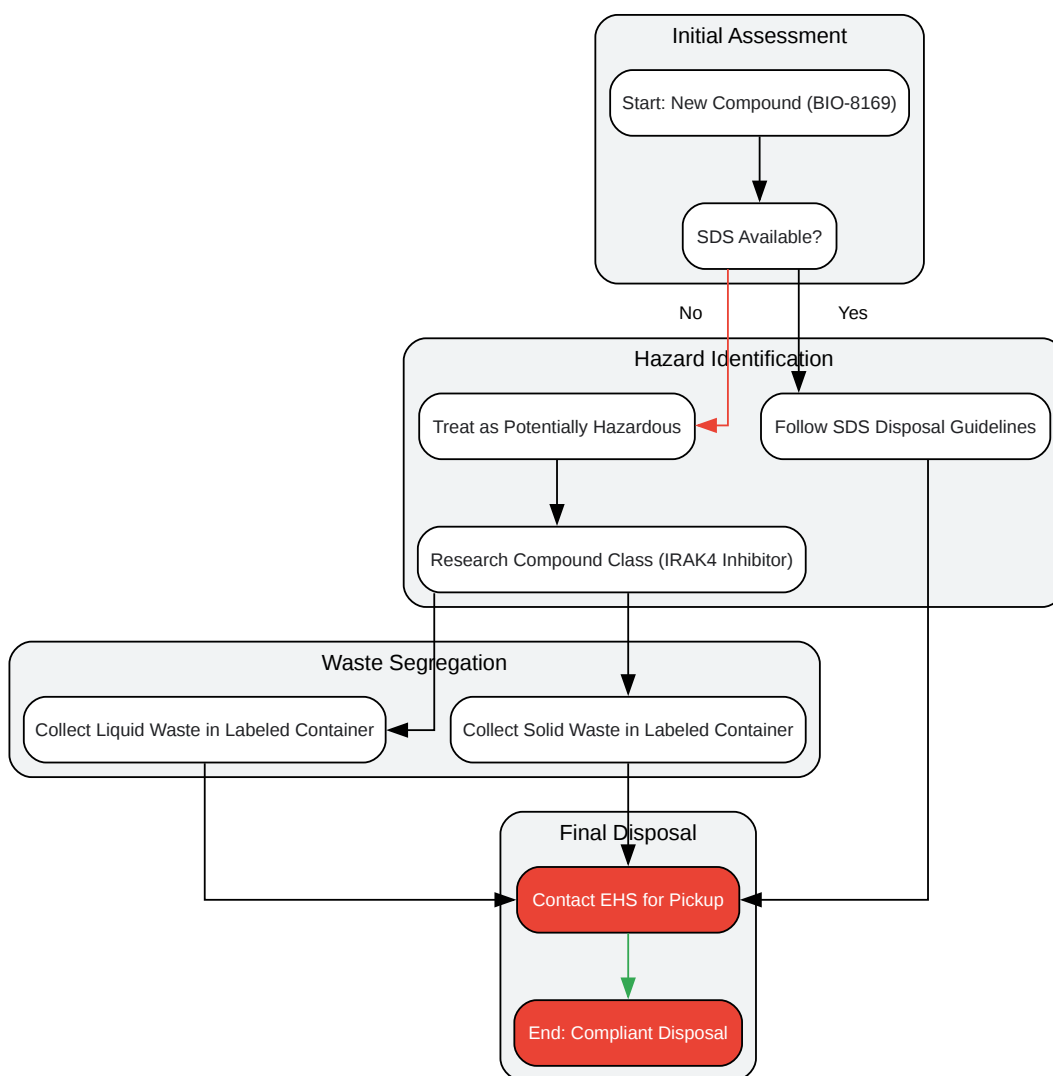 Initial Assessment
Start: New Compound (BIO-8169)
SDS Available?
No
Yes
Hazard Identification
Treat as Potentially Hazardous
Follow SDS Disposal Guidelines
Research Compound Class (IRAK4 Inhibitor)
Waste Segregation
Collect Liquid Waste in Labeled Container
Collect Solid Waste in Labeled Container
Final Disposal
Contact EHS for Pickup
End: Compliant Disposal